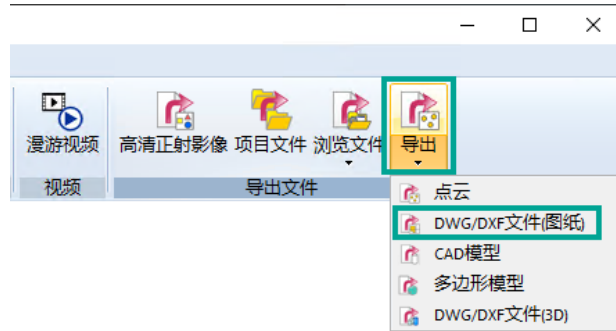 漫游视频
高清正射影像
项目文件
浏览文件
导出
视频
导出文件
点云
DWG/DXF文件(图纸)
CAD模型
多边形模型
DWG/DXF文件(3D)